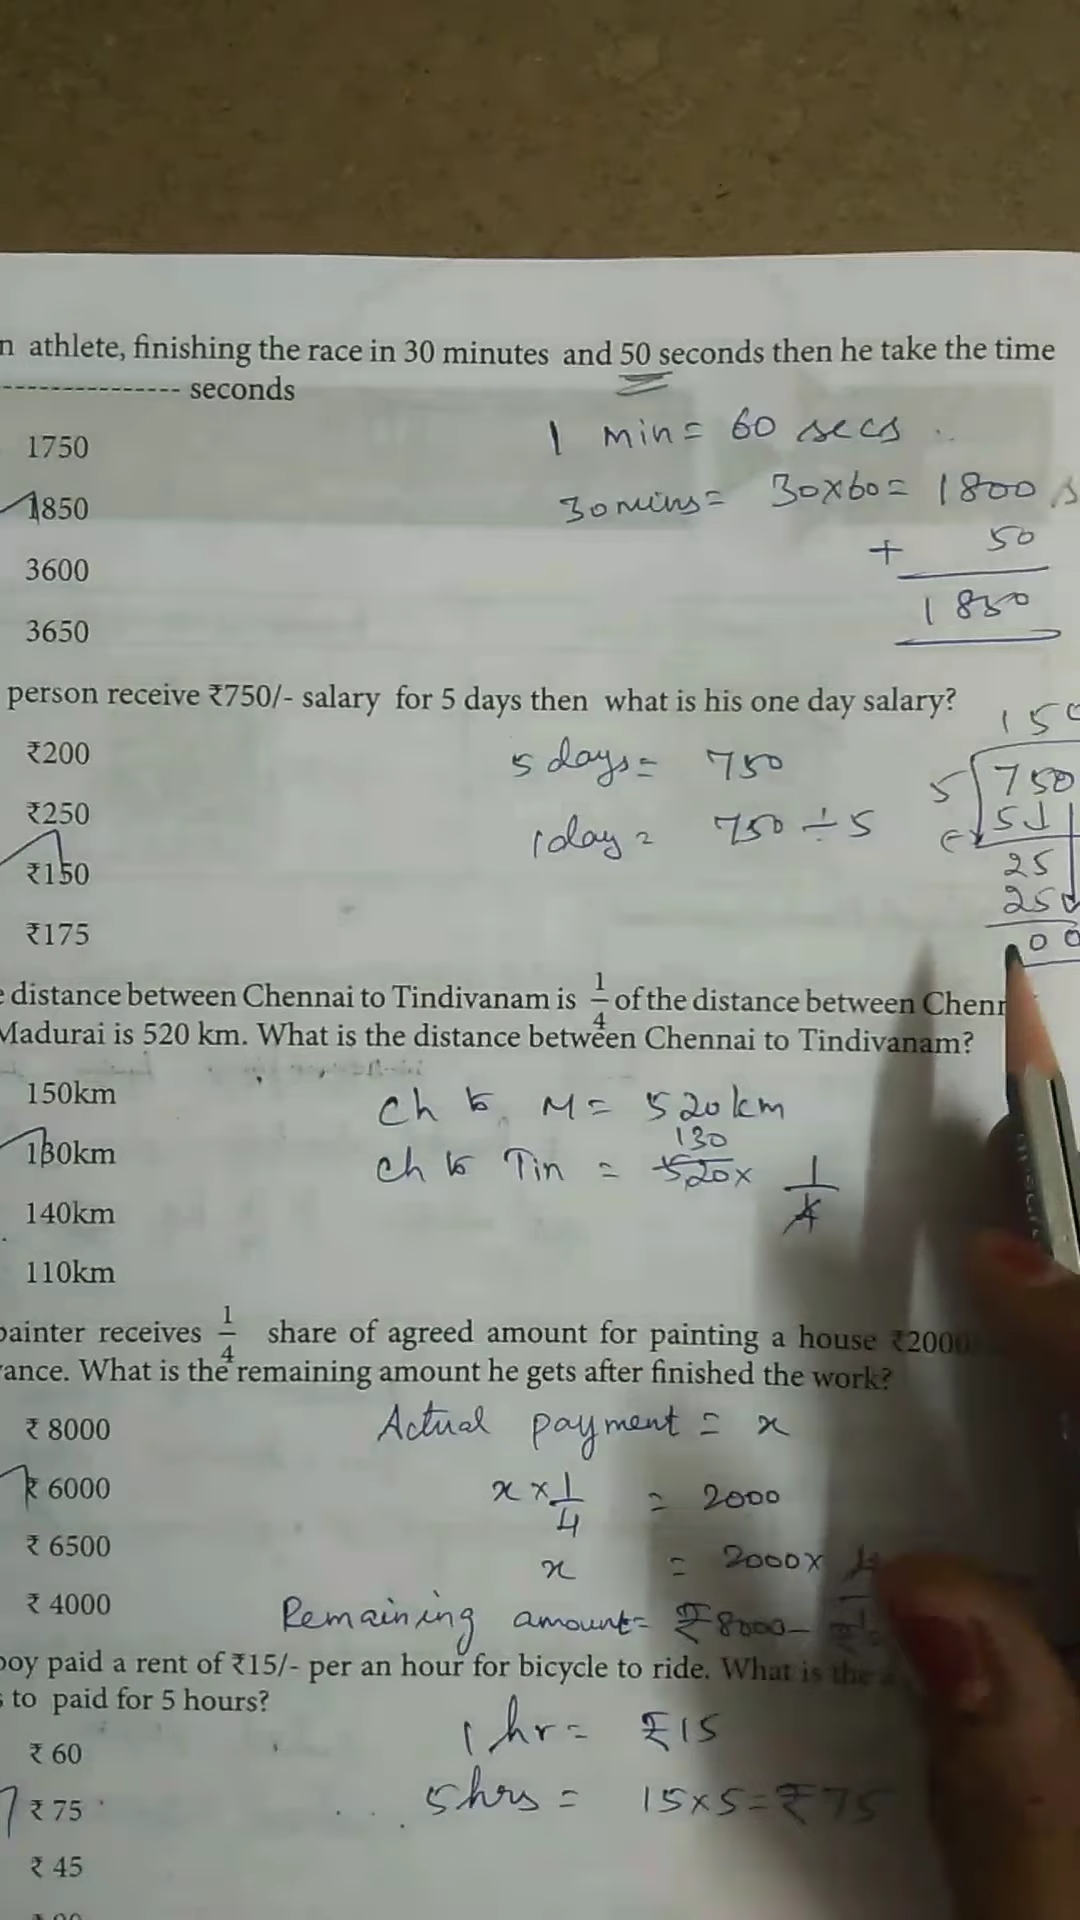 n athlete, finishing the race in 30 minutes and 50 seconds then he take the time
---------------- seconds
1750
1 min = 60 secs
1850
30 mins = 30x60 = 1800 s
+ 50
3600
1850
3650
person receive ₹750/- salary for 5 days then what is his one day salary?
₹200
5 days = 750
150
5 750
₹250
1 day = 750 ÷ 5
5
25
₹150
25
₹175
00
distance between Chennai to Tindivanam is 1/4 of the distance between Chenn
Madurai is 520 km. What is the distance between Chennai to Tindivanam?
150km
Ch to M = 520 km
130
130km
Ch to Tin = 520 x 1/4
140km
110km
painter receives 1/4 share of agreed amount for painting a house ₹2000
ance. What is the remaining amount he gets after finished the work?
₹ 8000
Actual payment = x
₹ 6000
x x 1/4 = 2000
₹ 6500
x = 2000 x
₹ 4000
Remaining amount = ₹8000 -
boy paid a rent of ₹15/- per an hour for bicycle to ride. What is the
to paid for 5 hours?
1 hr = ₹15
₹ 60
5 hrs = 15x5 = ₹75
₹ 75
₹ 45